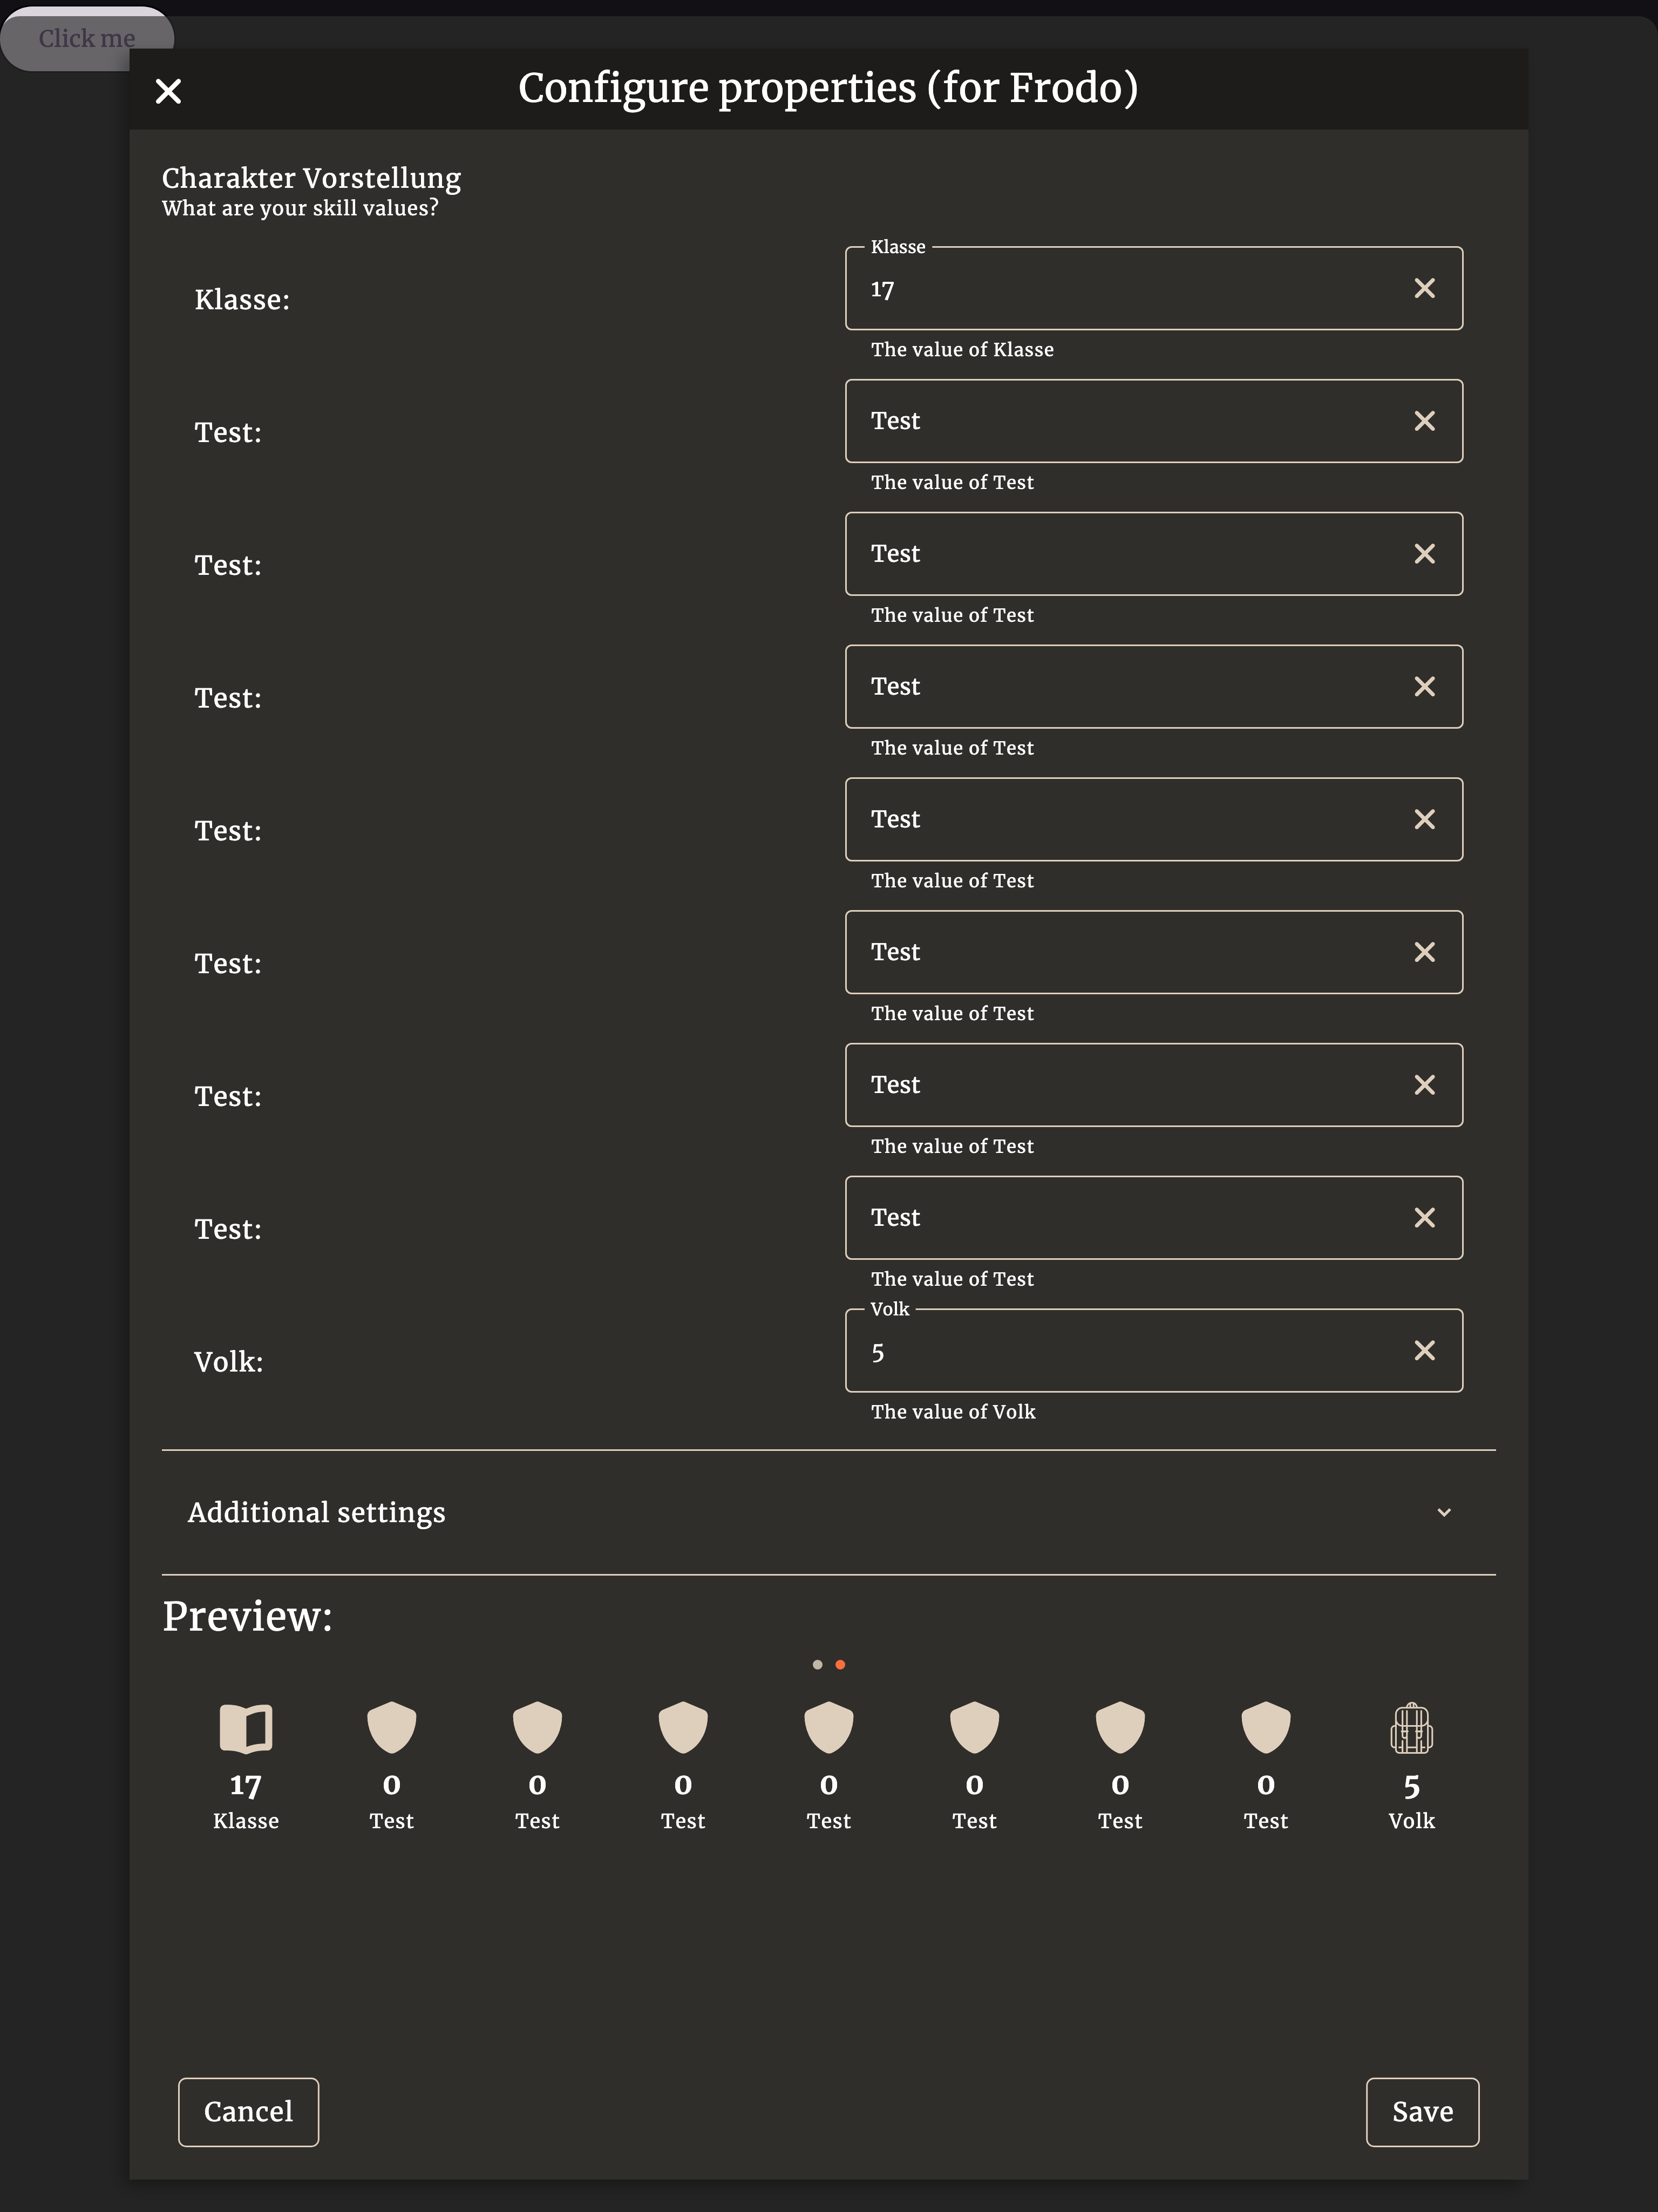 Click me
Configure properties (for Frodo)
Charakter Vorstellung
What are your skill values?
Klasse
Klasse:
17
The value of Klasse
Test:
Test
The value of Test
Test:
Test
The value of Test
Test:
Test
The value of Test
Test:
Test
The value of Test
Test:
Test
The value of Test
Test:
Test
The value of Test
Test:
Test
The value of Test
Volk
Volk:
5
The value of Volk
Additional settings
Preview:
17 0 0 0 0 0 0 0 5
Klasse Test Test Test Test Test Test Test Volk
Cancel Save